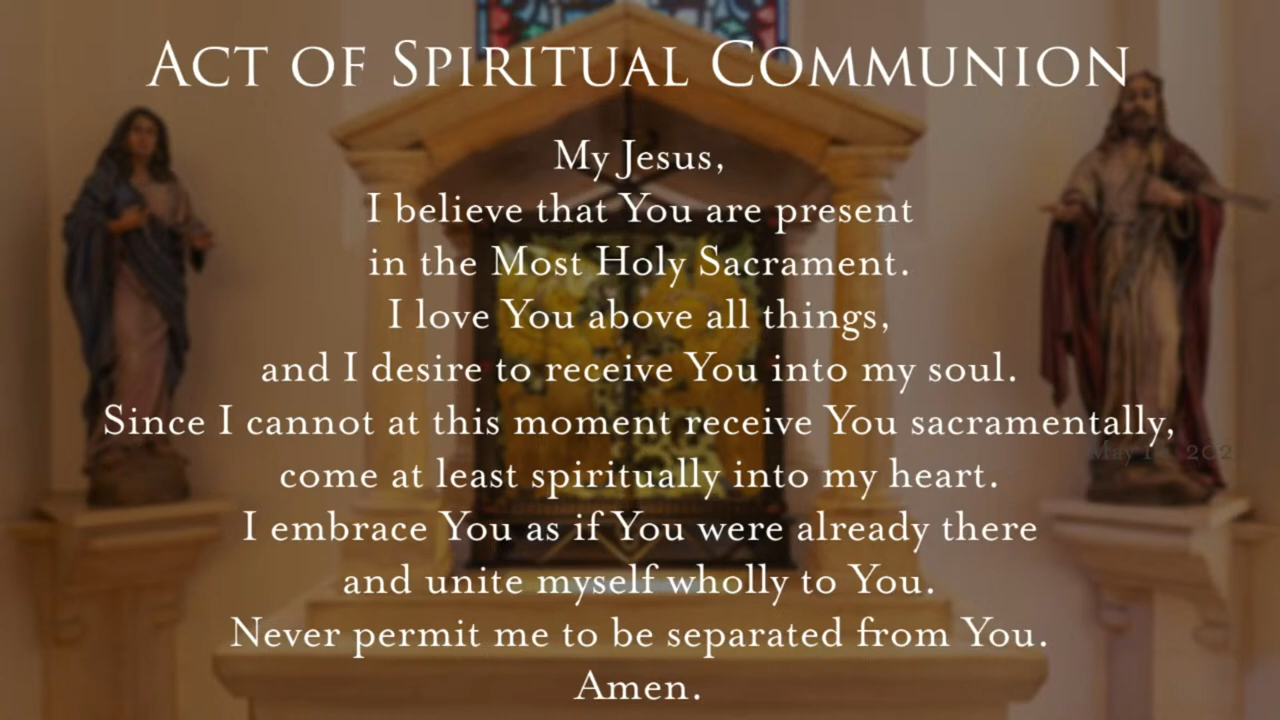 Act of Spiritual Communion
My Jesus,
I believe that You are present
in the Most Holy Sacrament.
I love You above all things,
and I desire to receive You into my soul.
Since I cannot at this moment receive You sacramentally,
come at least spiritually into my heart.
I embrace You as if You were already there
and unite myself wholly to You.
Never permit me to be separated from You.
Amen.
May